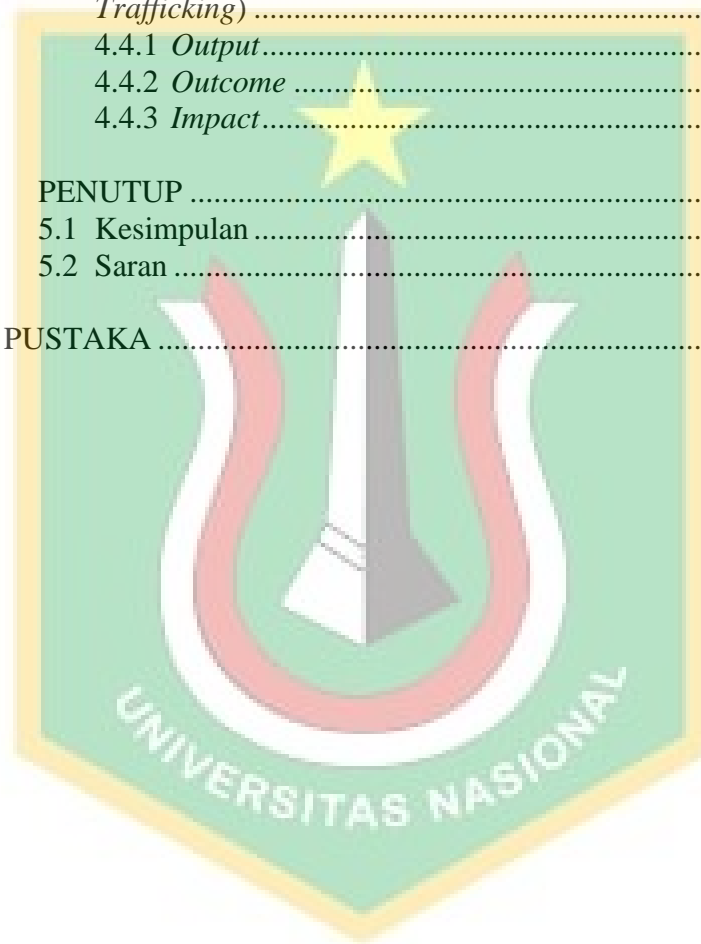 Trafficking) ..........................................................
4.4.1 Output..........................................................
4.4.2 Outcome ......................................................
4.4.3 Impact..........................................................
PENUTUP ..................................................................
5.1 Kesimpulan ..........................................................
5.2 Saran ....................................................................
PUSTAKA ......................................................................
UNIVERSITAS NASIONAL